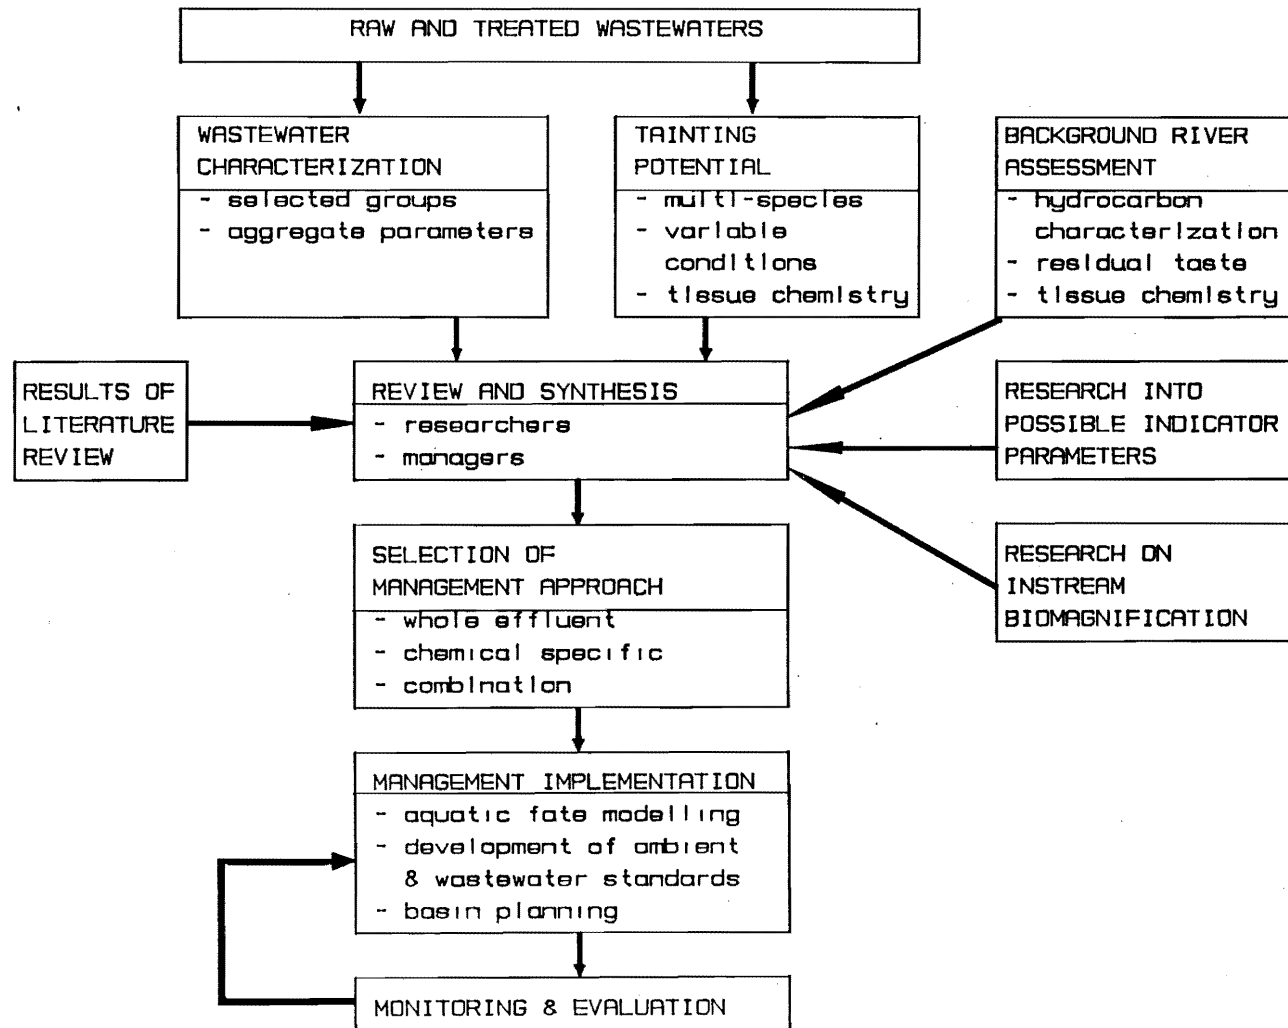 RAW AND TREATED WASTEWATERS
WASTEWATER
CHARACTERIZATION
- selected groups
- aggregate parameters
TAINTING
POTENTIAL
- multi-species
- variable
conditions
- tissue chemistry
BACKGROUND RIVER
ASSESSMENT
- hydrocarbon
characterization
- residual taste
- tissue chemistry
RESULTS OF
LITERATURE
REVIEW
REVIEW AND SYNTHESIS
- researchers
- managers
RESEARCH INTO
POSSIBLE INDICATOR
PARAMETERS
SELECTION OF
MANAGEMENT APPROACH
- whole effluent
- chemical specific
- combination
RESEARCH ON
INSTREAM
BIOMAGNIFICATION
MANAGEMENT IMPLEMENTATION
- aquatic fate modelling
- development of ambient
& wastewater standards
- basin planning
MONITORING & EVALUATION